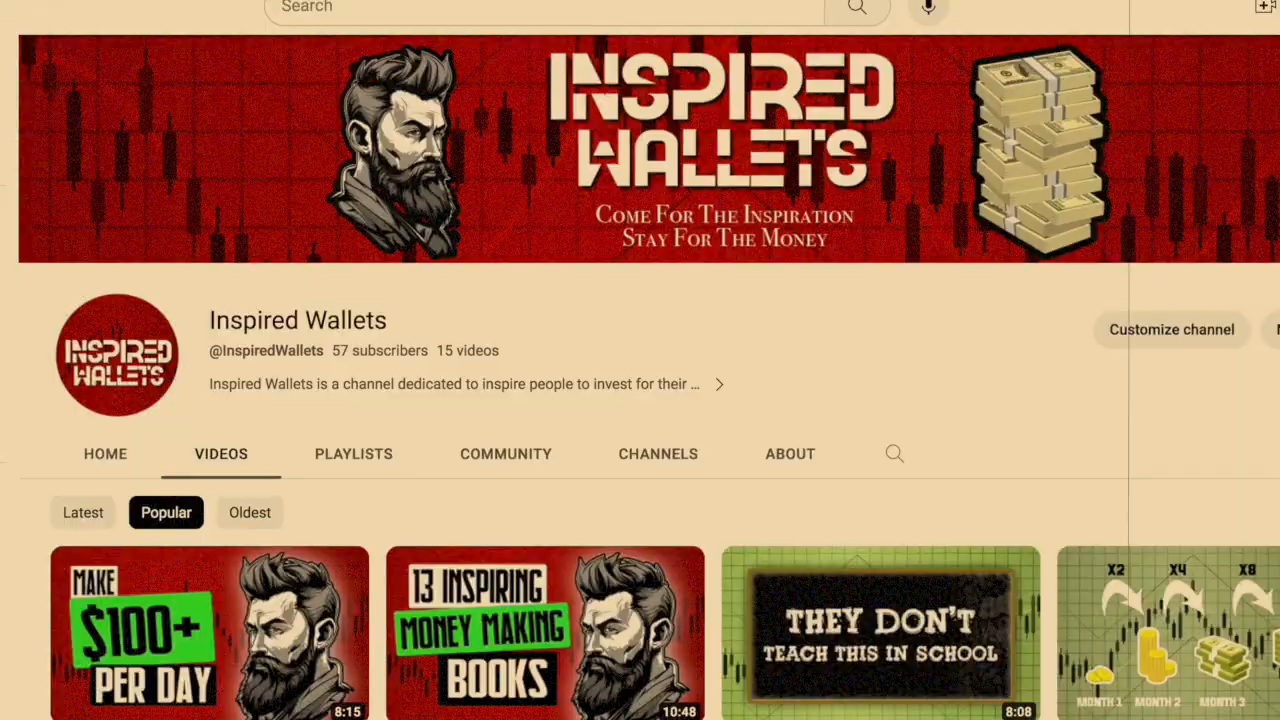 Search
INSPIRED
WALLETS
COME FOR THE INSPIRATION
STAY FOR THE MONEY
INSPIRED
WALLETS
Inspired Wallets
@InspiredWallets 57 subscribers 15 videos
Inspired Wallets is a channel dedicated to inspire people to invest for their ...
Customize channel
HOME VIDEOS PLAYLISTS COMMUNITY CHANNELS ABOUT
Latest Popular Oldest
MAKE
$100+
PER DAY
8:15
13 INSPIRING
MONEY MAKING
BOOKS
10:48
THEY DON'T
TEACH THIS IN SCHOOL
8:08
X2 X4 X8
MONTH 1 MONTH 2 MONTH 3